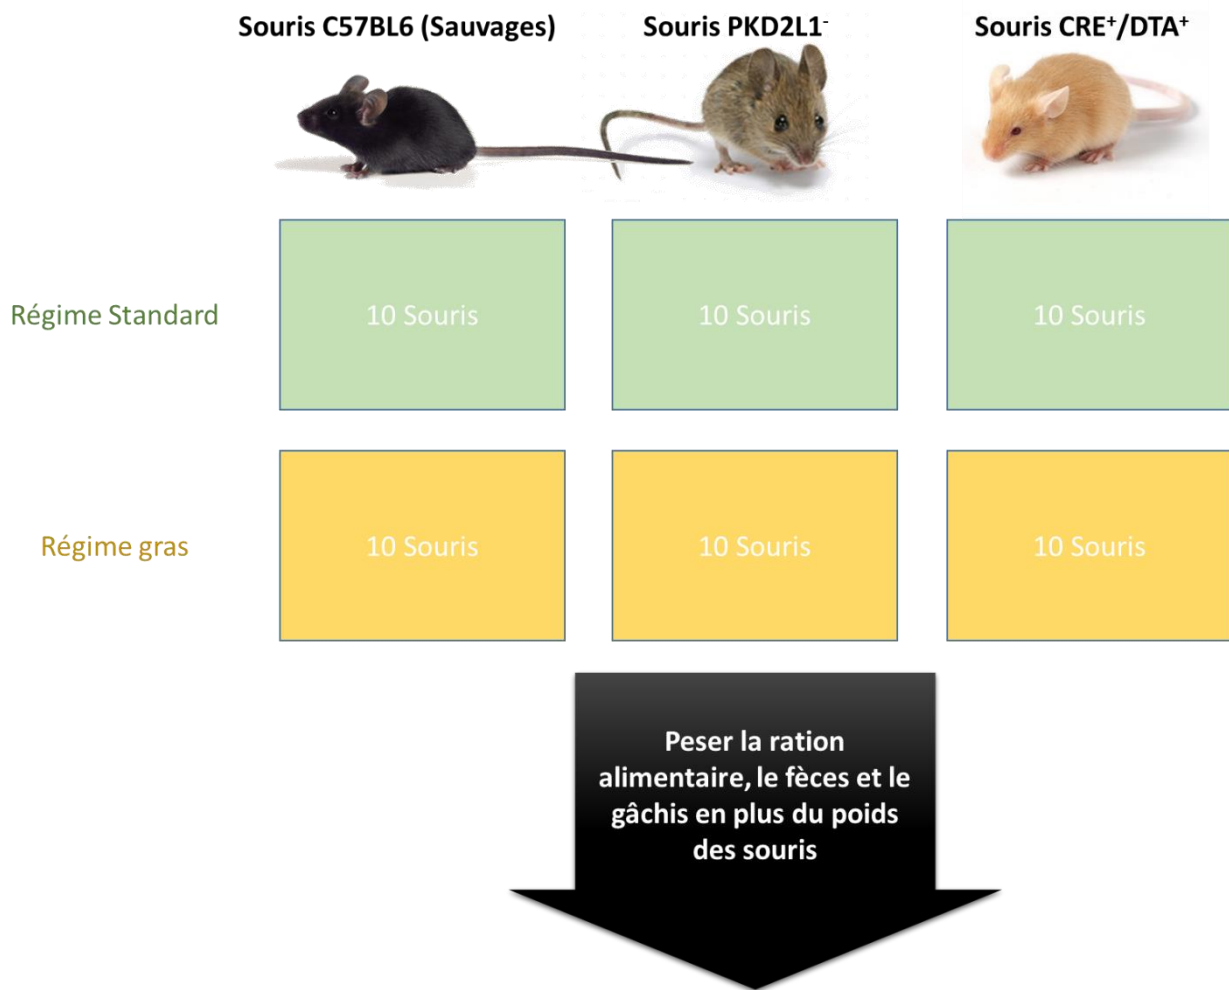 Souris C57BL6 (Sauvages)
Souris PKD2L1⁻
Souris CRE⁺/DTA⁺
Régime Standard
10 Souris
10 Souris
10 Souris
Régime gras
10 Souris
10 Souris
10 Souris
Peser la ration
alimentaire, le fèces et le
gâchis en plus du poids
des souris